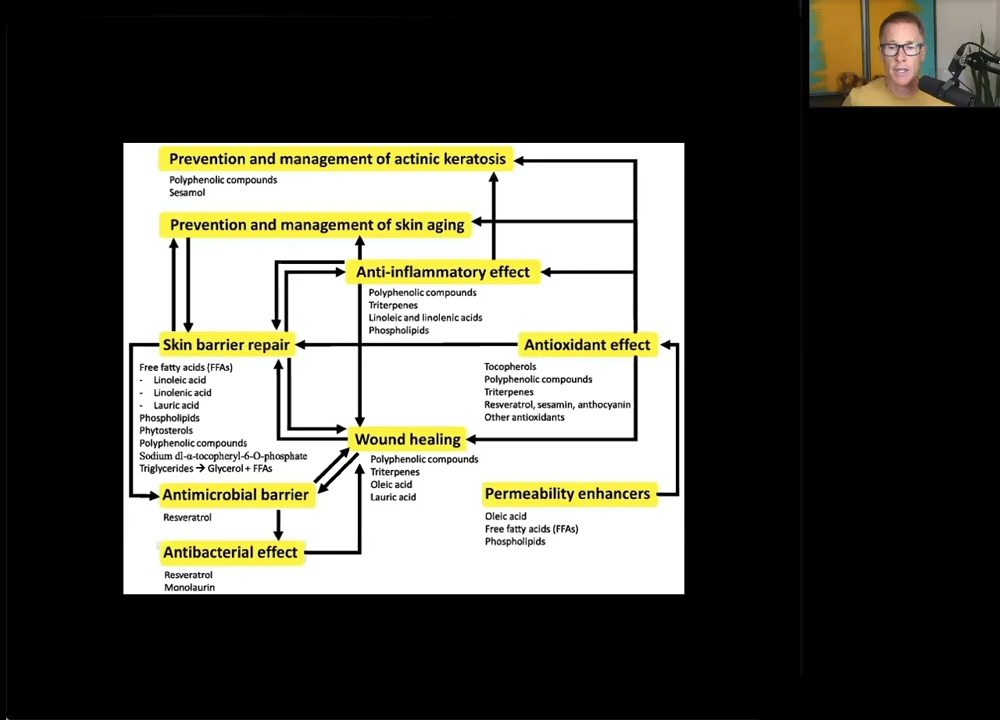 Prevention and management of actinic keratosis
Polyphenolic compounds
Sesamol
Prevention and management of skin aging
Anti-inflammatory effect
Polyphenolic compounds
Triterpenes
Linoleic and linolenic acids
Phospholipids
Skin barrier repair
Free fatty acids (FFAs)
- Linoleic acid
- Linolenic acid
- Lauric acid
Phospholipids
Phytosterols
Polyphenolic compounds
Sodium dl-α-tocopheryl-6-O-phosphate
Triglycerides → Glycerol + FFAs
Antioxidant effect
Tocopherols
Polyphenolic compounds
Triterpenes
Resveratrol, sesamin, anthocyanin
Other antioxidants
Wound healing
Polyphenolic compounds
Triterpenes
Oleic acid
Lauric acid
Antimicrobial barrier
Resveratrol
Permeability enhancers
Oleic acid
Free fatty acids (FFAs)
Phospholipids
Antibacterial effect
Resveratrol
Monolaurin